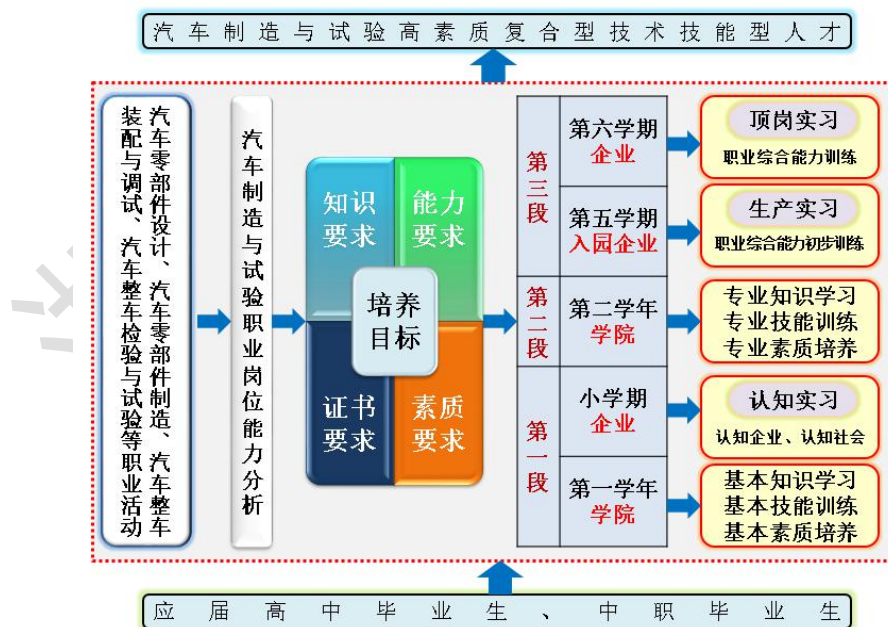 汽车制造与试验高素质复合型技术技能型人才
汽车零部件设计、汽车零部件制造、汽车整车
装配与调试、汽车整车检验与试验等职业活动
汽车制造与试验职业岗位能力分析
知识
要求
能力
要求
培养
目标
证书
要求
素质
要求
第三段
第六学期
企业
顶岗实习
职业综合能力训练
第五学期
入园企业
生产实习
职业综合能力初步训练
第二段
第二学年
学院
专业知识学习
专业技能训练
专业素质培养
第一段
小学期
企业
认知实习
认知企业、认知社会
第一学年
学院
基本知识学习
基本技能训练
基本素质培养
应届高中毕业生、中职毕业生